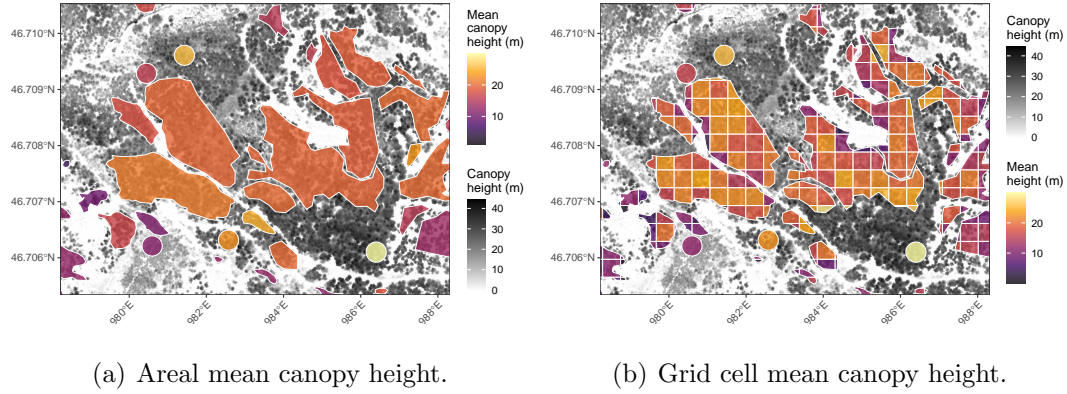 46.710°N
46.709°N
46.708°N
46.707°N
46.706°N
980°E
982°E
984°E
986°E
988°E
Mean
canopy
height (m)
20
10
Canopy
height (m)
40
30
20
10
0
(a) Areal mean canopy height.
46.710°N
46.709°N
46.708°N
46.707°N
46.706°N
980°E
982°E
984°E
986°E
988°E
Canopy
height (m)
40
30
20
10
0
Mean
height (m)
20
10
(b) Grid cell mean canopy height.